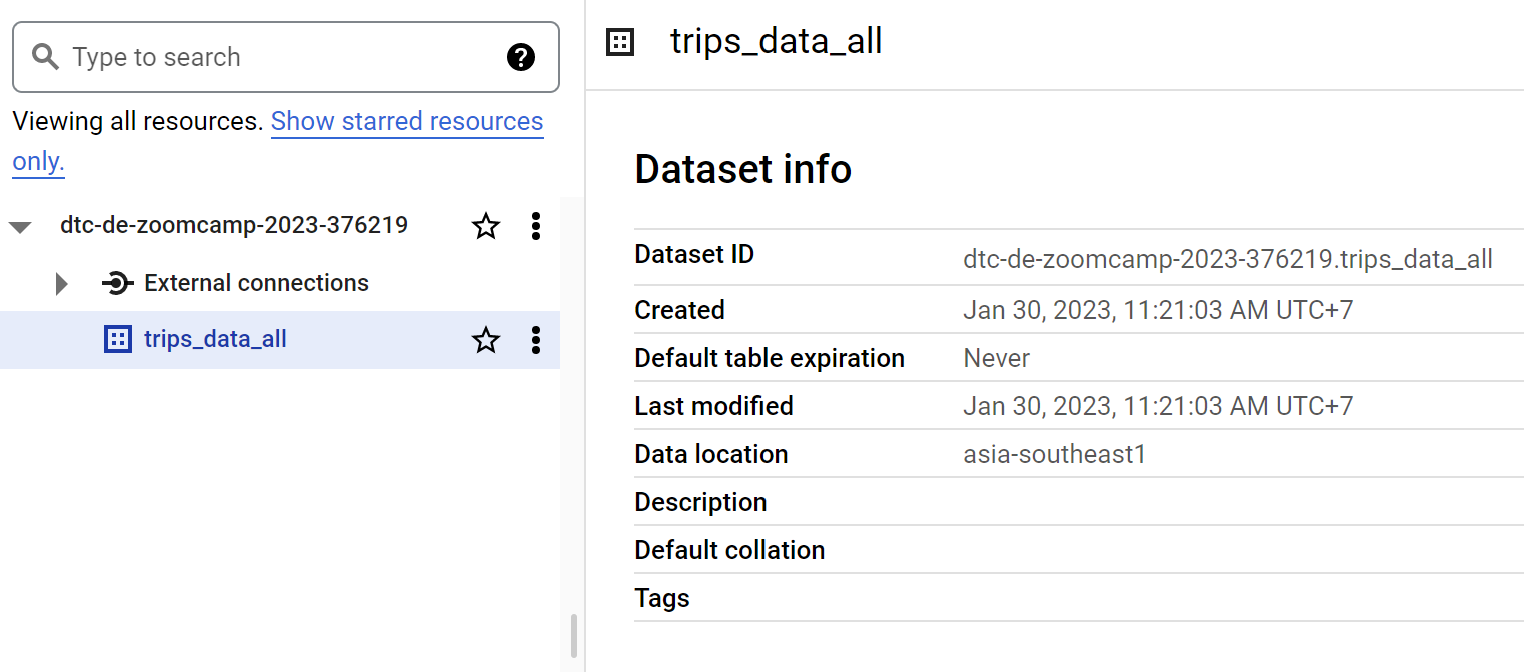 Type to search
Viewing all resources. Show starred resources
only.
dtc-de-zoomcamp-2023-376219
External connections
trips_data_all
trips_data_all
Dataset info
Dataset ID dtc-de-zoomcamp-2023-376219.trips_data_all
Created Jan 30, 2023, 11:21:03 AM UTC+7
Default table expiration Never
Last modified Jan 30, 2023, 11:21:03 AM UTC+7
Data location asia-southeast1
Description
Default collation
Tags